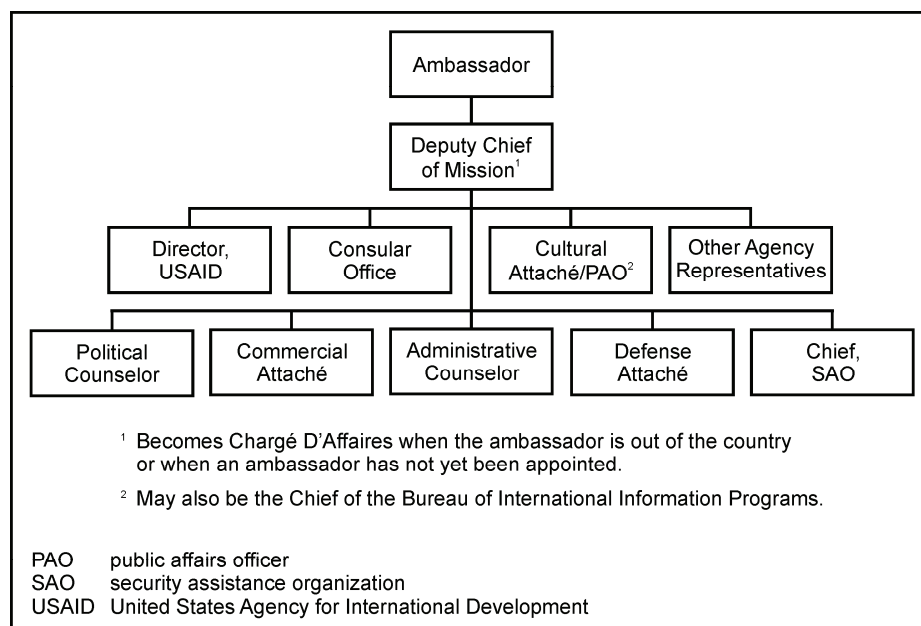 Ambassador
Deputy Chief
of Mission¹
Director,
USAID
Consular
Office
Cultural
Attaché/PAO²
Other Agency
Representatives
Political
Counselor
Commercial
Attaché
Administrative
Counselor
Defense
Attaché
Chief,
SAO
¹ Becomes Chargé D'Affaires when the ambassador is out of the country
or when an ambassador has not yet been appointed.
² May also be the Chief of the Bureau of International Information Programs.
PAO public affairs officer
SAO security assistance organization
USAID United States Agency for International Development